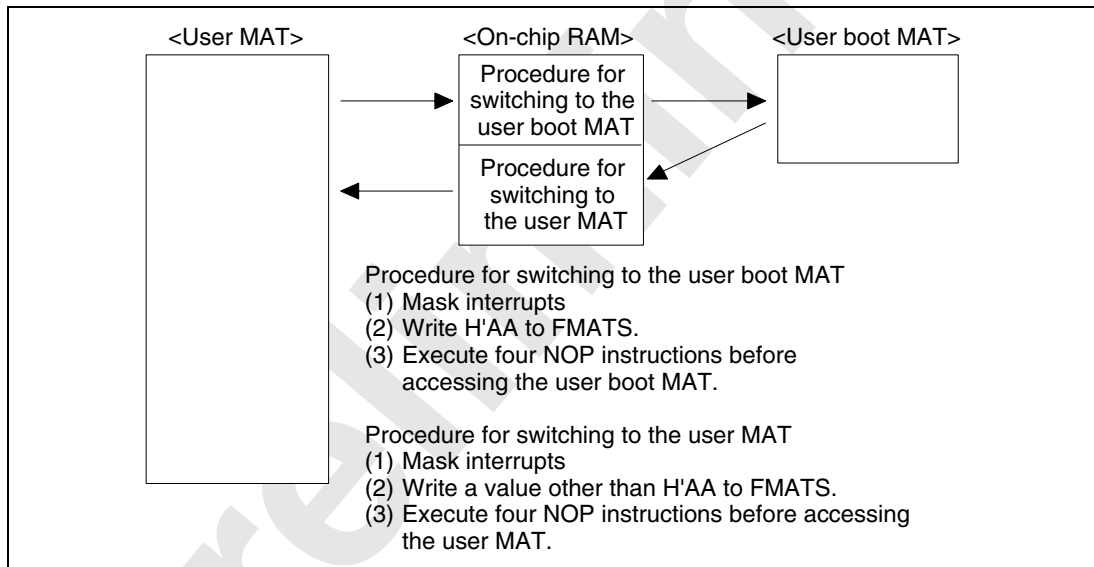 <User MAT>
<On-chip RAM>
<User boot MAT>
Procedure for
switching to the
user boot MAT
Procedure for
switching to
the user MAT
Procedure for switching to the user boot MAT
(1) Mask interrupts
(2) Write H'AA to FMATS.
(3) Execute four NOP instructions before
accessing the user boot MAT.
Procedure for switching to the user MAT
(1) Mask interrupts
(2) Write a value other than H'AA to FMATS.
(3) Execute four NOP instructions before accessing
the user MAT.